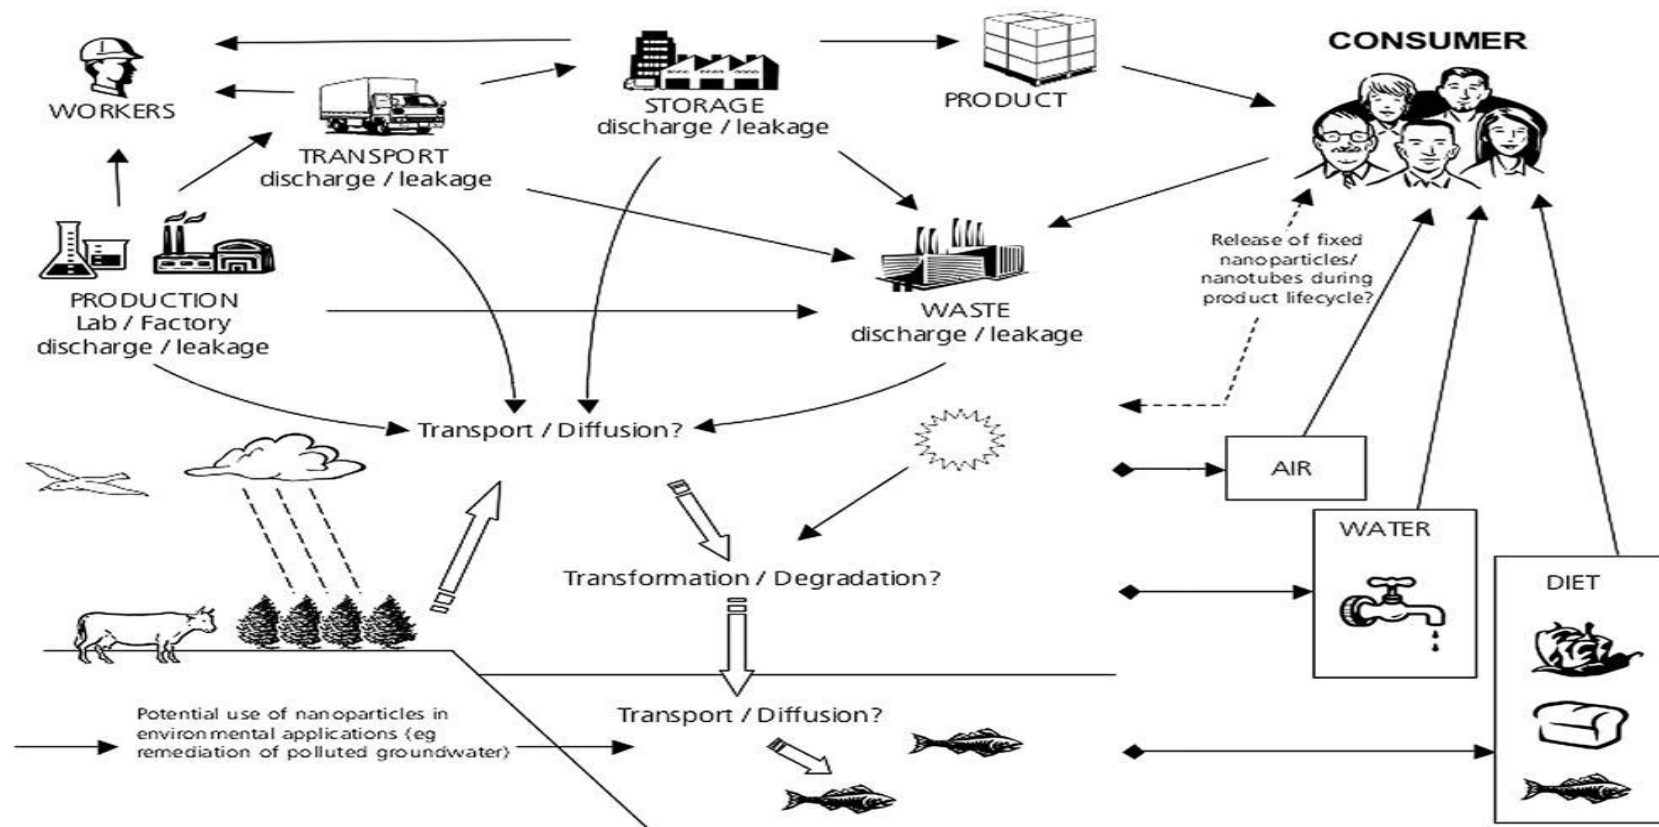 CONSUMER
WORKERS
STORAGE
discharge / leakage
PRODUCT
TRANSPORT
discharge / leakage
PRODUCTION
Lab / Factory
discharge / leakage
WASTE
discharge / leakage
Release of fixed
nanoparticles/
nanotubes during
product lifecycle?
Transport / Diffusion?
AIR
WATER
Transformation / Degradation?
DIET
Potential use of nanoparticles in
environmental applications (eg
remediation of polluted groundwater)
Transport / Diffusion?